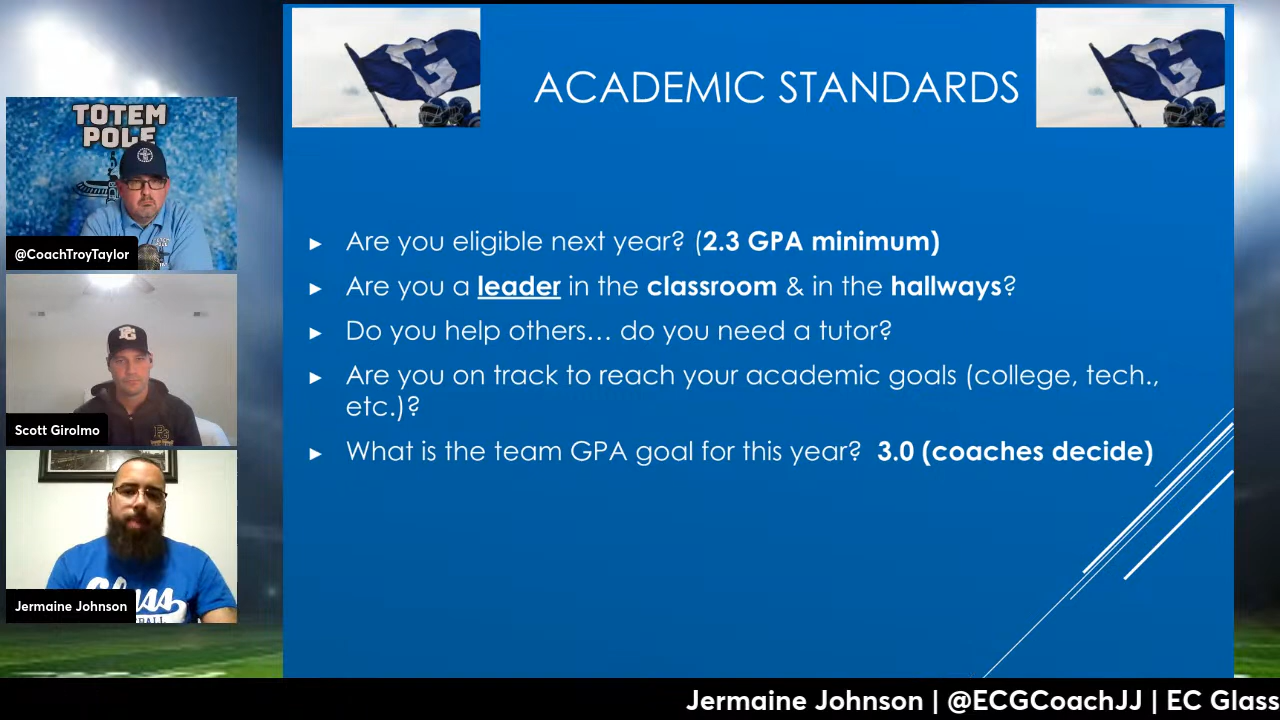 ACADEMIC STANDARDS
► Are you eligible next year? (2.3 GPA minimum)
► Are you a leader in the classroom & in the hallways?
► Do you help others… do you need a tutor?
► Are you on track to reach your academic goals (college, tech.,
etc.)?
► What is the team GPA goal for this year? 3.0 (coaches decide)
G
G
TOTEM
POLE
@CoachTroyTaylor
PG
Scott Girolmo
Jermaine Johnson
Jermaine Johnson | @ECGCoachJJ | EC Glass